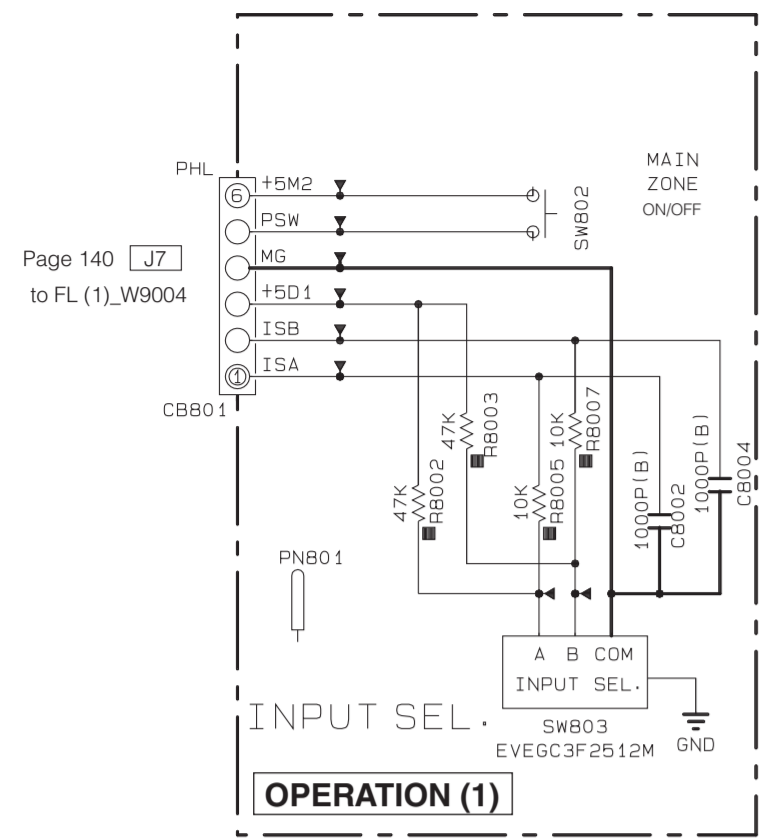 MAIN
ZONE
ON/OFF
PHL
6
+5M2
PSW
MG
+5D1
ISB
ISA
1
CB801
SW802
Page 140 J7
to FL (1)_W9004
47K
R8002
47K
R8003
10K
R8005
10K
R8007
1000P(B)
C8002
1000P(B)
C8004
PN801
A B COM
INPUT SEL.
SW803
EVEGC3F2512M
GND
INPUT SEL.
OPERATION (1)